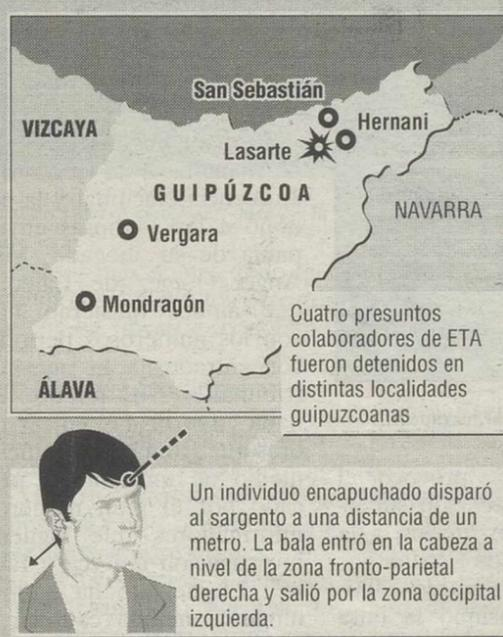 San Sebastián
VIZCAYA
Hernani
Lasarte
GUIPÚZCOA
NAVARRA
Vergara
Mondragón
Cuatro presuntos
colaboradores de ETA
fueron detenidos en
distintas localidades
guipuzcoanas
ÁLAVA
Un individuo encapuchado disparó
al sargento a una distancia de un
metro. La bala entró en la cabeza a
nivel de la zona fronto-parietal
derecha y salió por la zona occipital
izquierda.